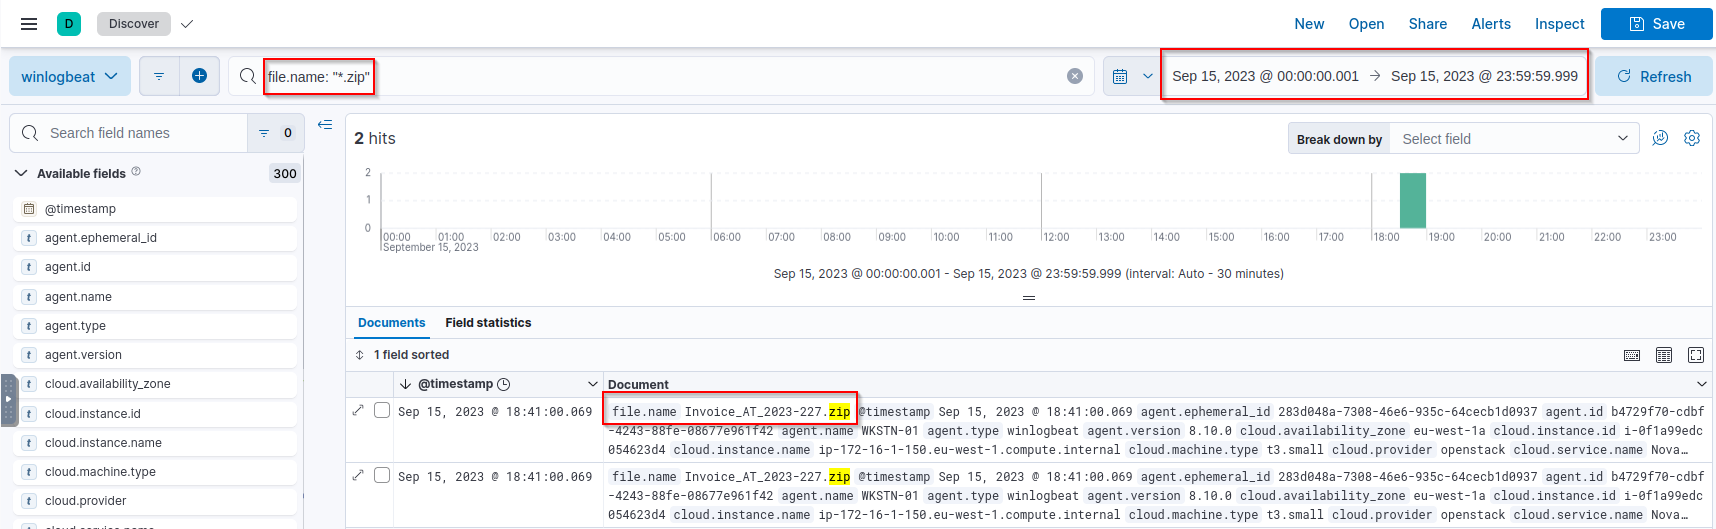 D Discover New Open Share Alerts Inspect Save
winlogbeat file.name: "*.zip" Sep 15, 2023 @ 00:00:00.001 → Sep 15, 2023 @ 23:59:59.999 Refresh
Search field names 0
2 hits
Break down by Select field
Available fields 300
2
1
0
00:00 01:00 02:00 03:00 04:00 05:00 06:00 07:00 08:00 09:00 10:00 11:00 12:00 13:00 14:00 15:00 16:00 17:00 18:00 19:00 20:00 21:00 22:00 23:00
September 15, 2023
Sep 15, 2023 @ 00:00:00.001 - Sep 15, 2023 @ 23:59:59.999 (interval: Auto - 30 minutes)
@timestamp
t agent.ephemeral_id
t agent.id
t agent.name
t agent.type
t agent.version
t cloud.availability_zone
t cloud.instance.id
t cloud.instance.name
t cloud.machine.type
t cloud.provider
Documents Field statistics
1 field sorted
@timestamp Document
Sep 15, 2023 @ 18:41:00.069 file.name Invoice_AT_2023-227.zip @timestamp Sep 15, 2023 @ 18:41:00.069 agent.ephemeral_id 283d048a-7308-46e6-935c-64cecb1d0937 agent.id b4729f70-cdbf
-4243-88fe-08677e961f42 agent.name WKSTN-01 agent.type winlogbeat agent.version 8.10.0 cloud.availability_zone eu-west-1a cloud.instance.id i-0f1a99edc
054623d4 cloud.instance.name ip-172-16-1-150.eu-west-1.compute.internal cloud.machine.type t3.small cloud.provider openstack cloud.service.name Nova…
Sep 15, 2023 @ 18:41:00.069 file.name Invoice_AT_2023-227.zip @timestamp Sep 15, 2023 @ 18:41:00.069 agent.ephemeral_id 283d048a-7308-46e6-935c-64cecb1d0937 agent.id b4729f70-cdbf
-4243-88fe-08677e961f42 agent.name WKSTN-01 agent.type winlogbeat agent.version 8.10.0 cloud.availability_zone eu-west-1a cloud.instance.id i-0f1a99edc
054623d4 cloud.instance.name ip-172-16-1-150.eu-west-1.compute.internal cloud.machine.type t3.small cloud.provider openstack cloud.service.name Nova…